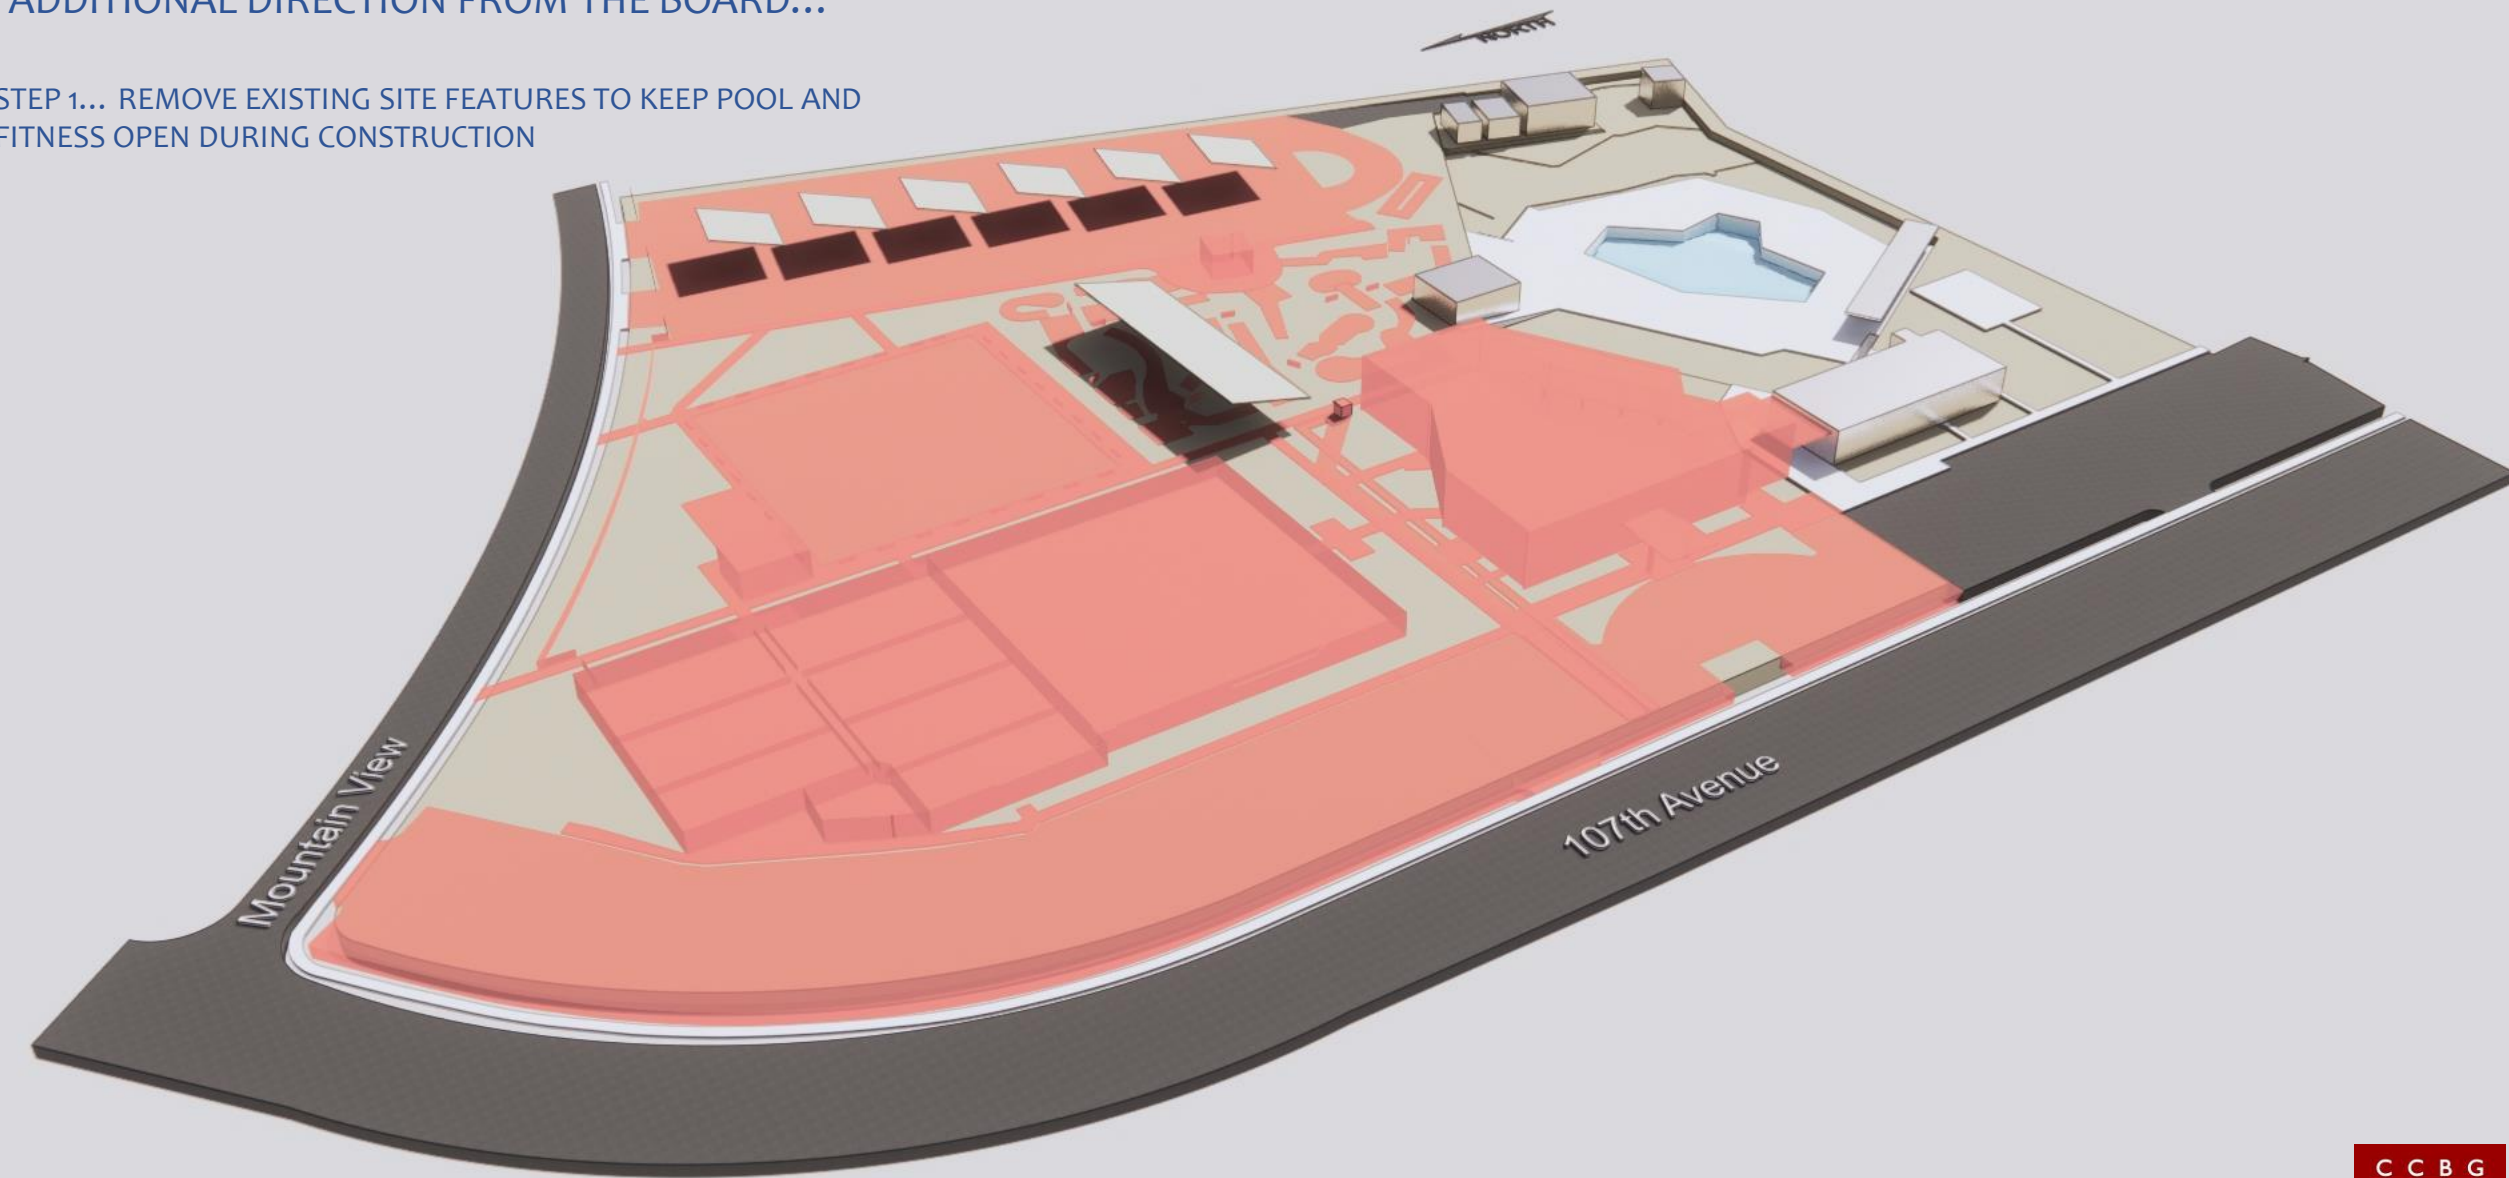 ADDITIONAL DIRECTION FROM THE BOARD...
NORTH
STEP 1... REMOVE EXISTING SITE FEATURES TO KEEP POOL AND
FITNESS OPEN DURING CONSTRUCTION
Mountain View
107th Avenue
C C B G